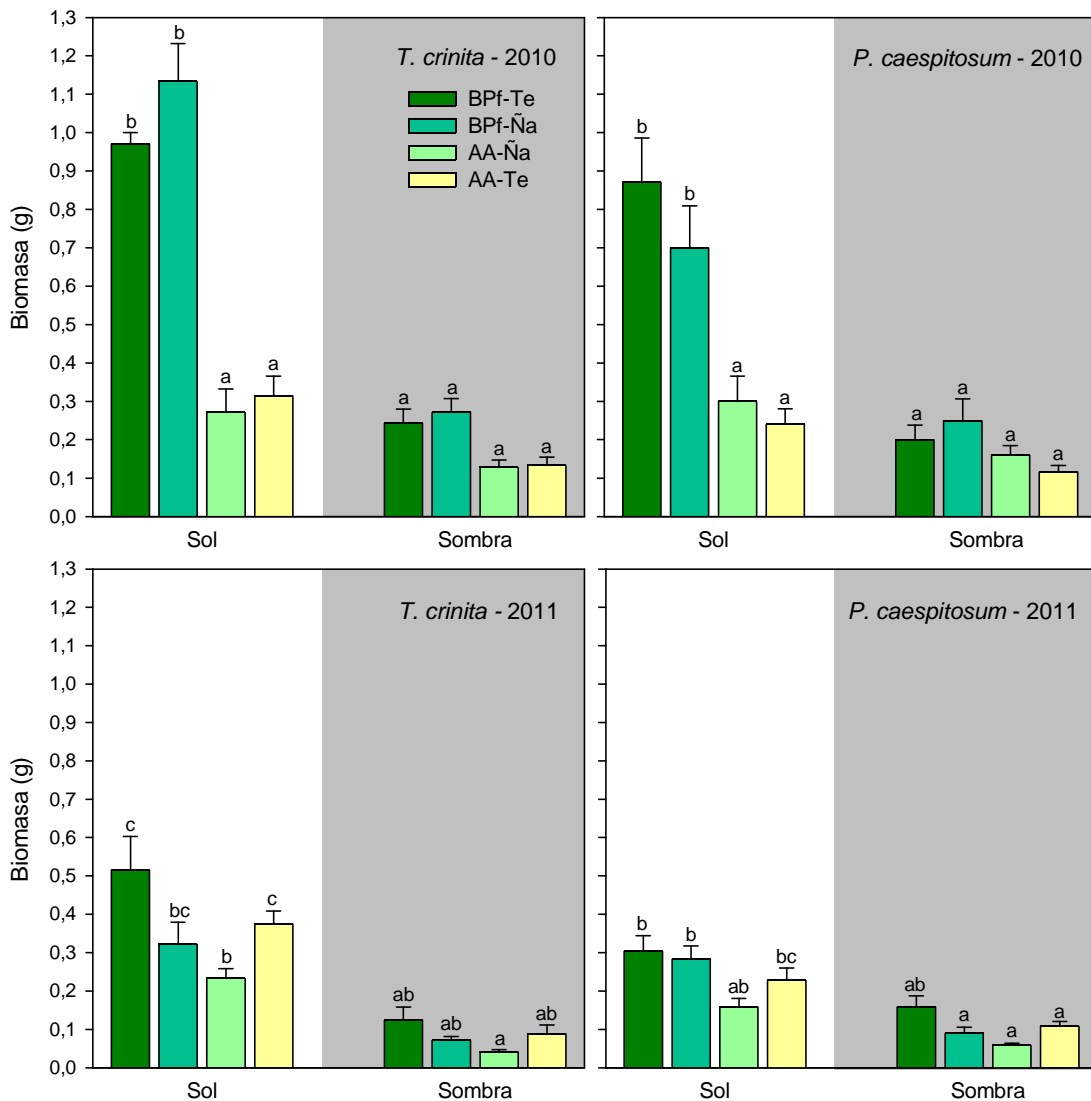 1,3
1,2
1,1
1,0
0,9
0,8
0,7
0,6
0,5
0,4
0,3
0,2
0,1
0,0
Biomasa (g)
T. crinita - 2010
BPf-Te
BPf-Ña
AA-Ña
AA-Te
b
b
a
a
a
a
a
a
Sol
Sombra
P. caespitosum - 2010
b
b
a
a
a
a
a
a
Sol
Sombra
1,3
1,2
1,1
1,0
0,9
0,8
0,7
0,6
0,5
0,4
0,3
0,2
0,1
0,0
Biomasa (g)
T. crinita - 2011
c
bc
b
c
ab
ab
a
ab
Sol
Sombra
P. caespitosum - 2011
b
b
ab
bc
ab
a
a
a
Sol
Sombra